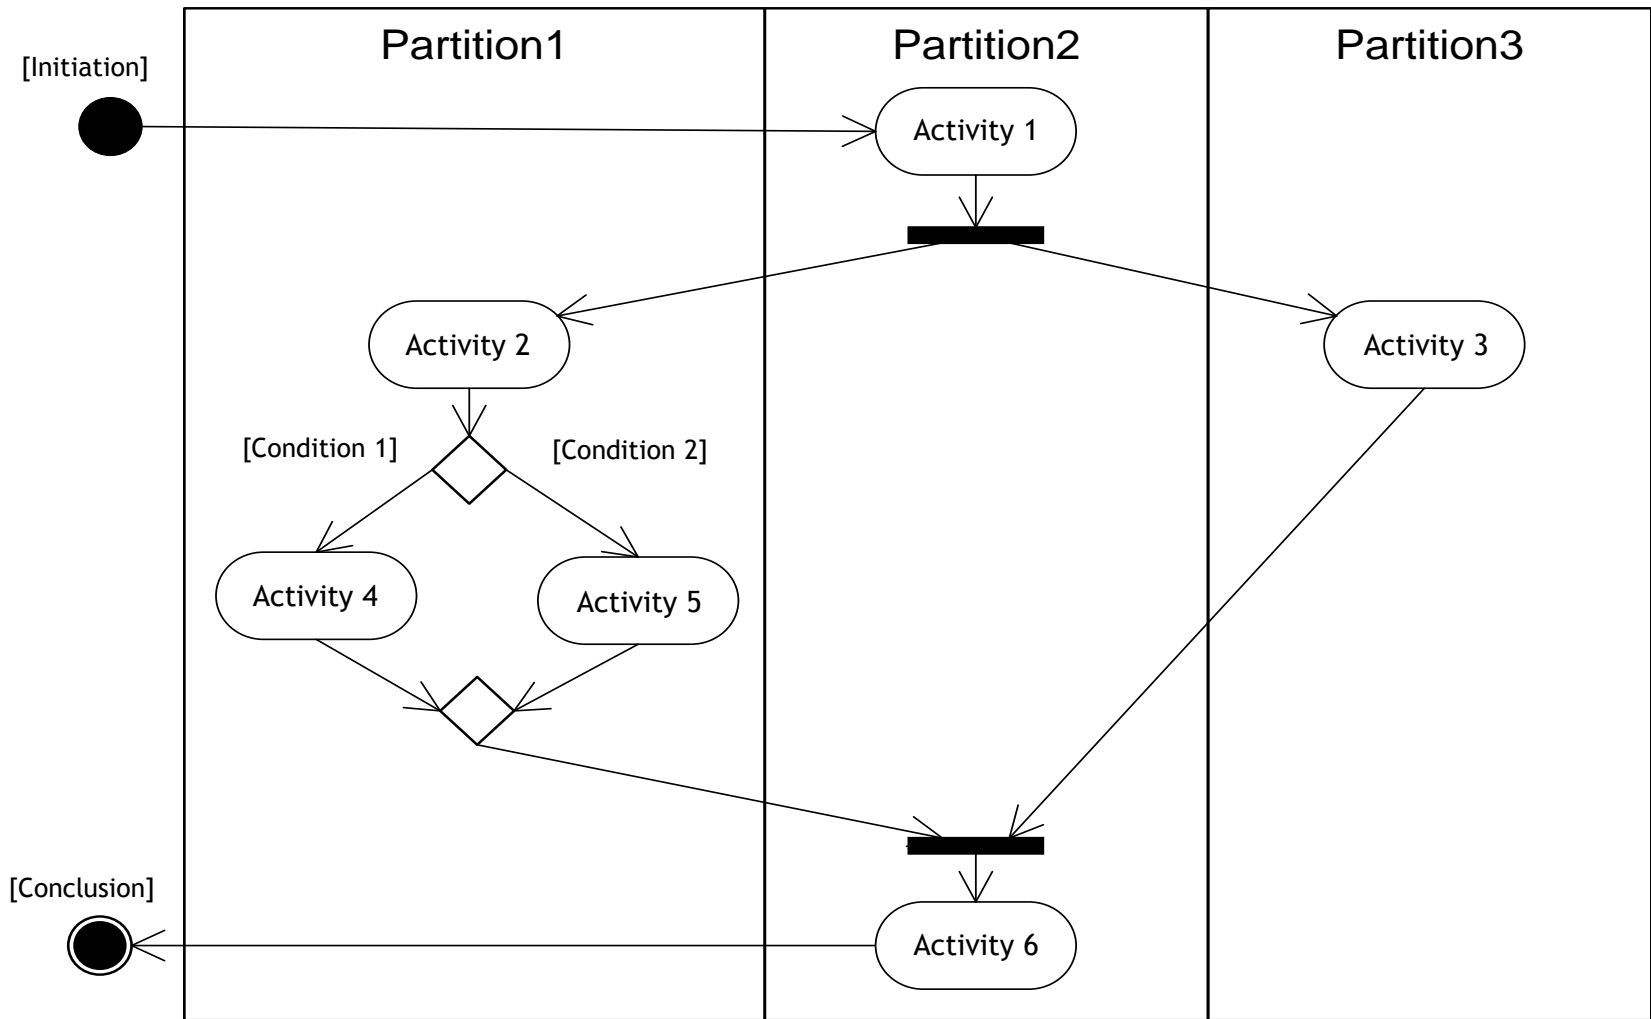 Partition1
Partition2
Partition3
[Initiation]
Activity 1
Activity 2
Activity 3
[Condition 1]
[Condition 2]
Activity 4
Activity 5
[Conclusion]
Activity 6